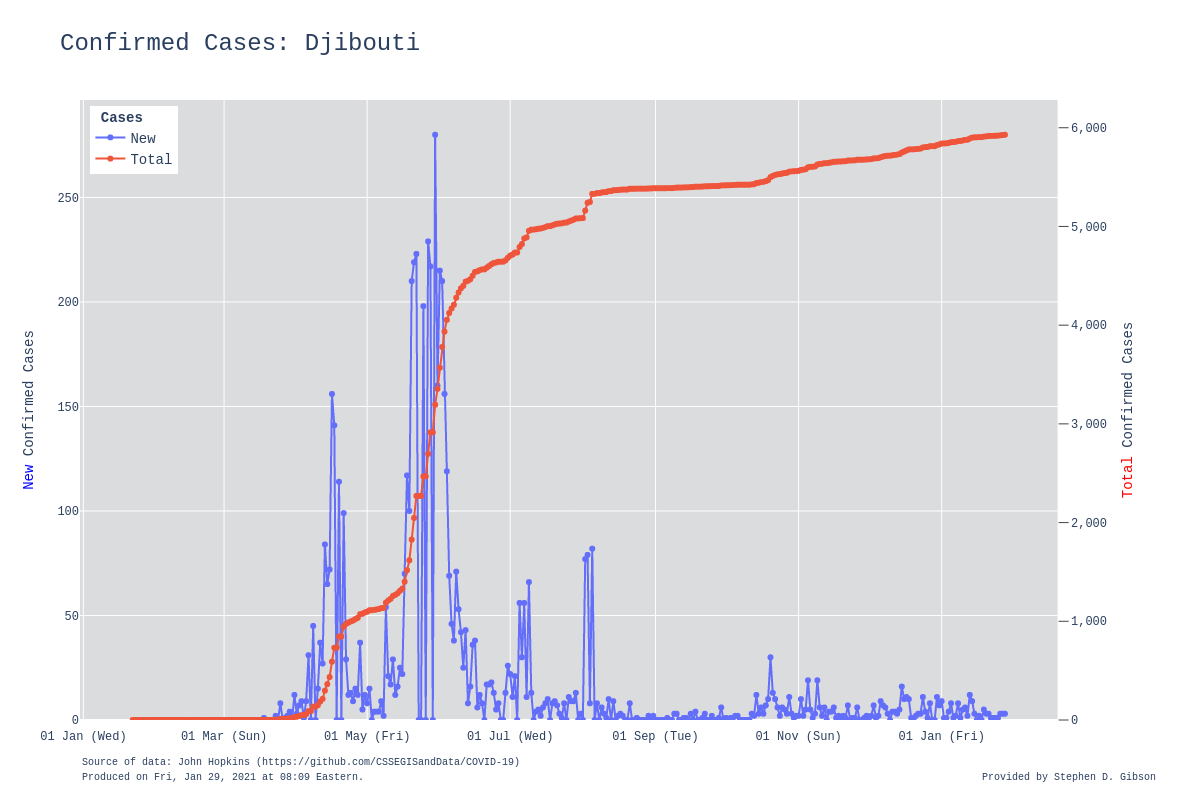 Confirmed Cases: Djibouti
Cases
New
Total
250
200
150
100
50
0
6,000
5,000
4,000
3,000
2,000
1,000
0
New Confirmed Cases
Total Confirmed Cases
01 Jan (Wed)
01 Mar (Sun)
01 May (Fri)
01 Jul (Wed)
01 Sep (Tue)
01 Nov (Sun)
01 Jan (Fri)
Source of data: John Hopkins (https://github.com/CSSEGISandData/COVID-19)
Produced on Fri, Jan 29, 2021 at 08:09 Eastern.
Provided by Stephen D. Gibson